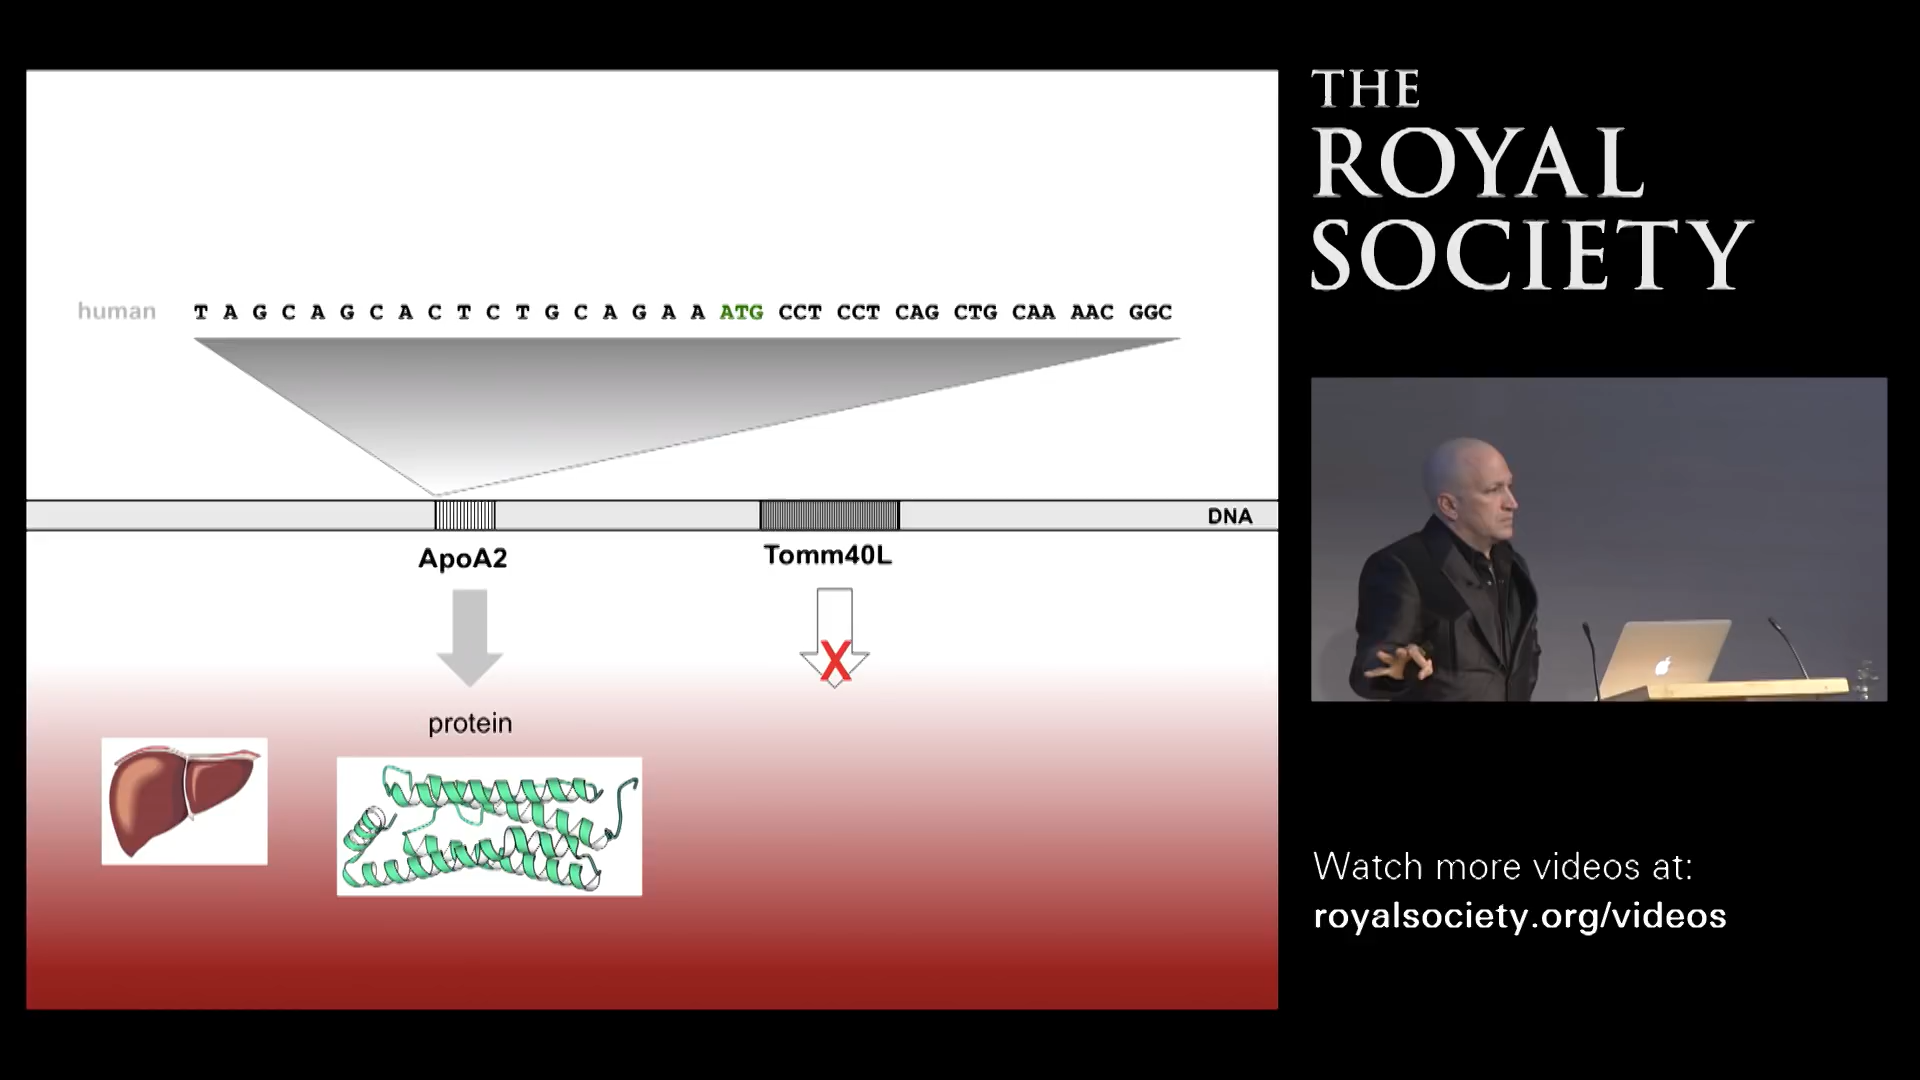 human T A G C A G C A C T C T G C A G A A ATG CCT CCT CAG CTG CAA AAC GGC
DNA
ApoA2
Tomm40L
X
protein
THE
ROYAL
SOCIETY
Watch more videos at:
royalsociety.org/videos